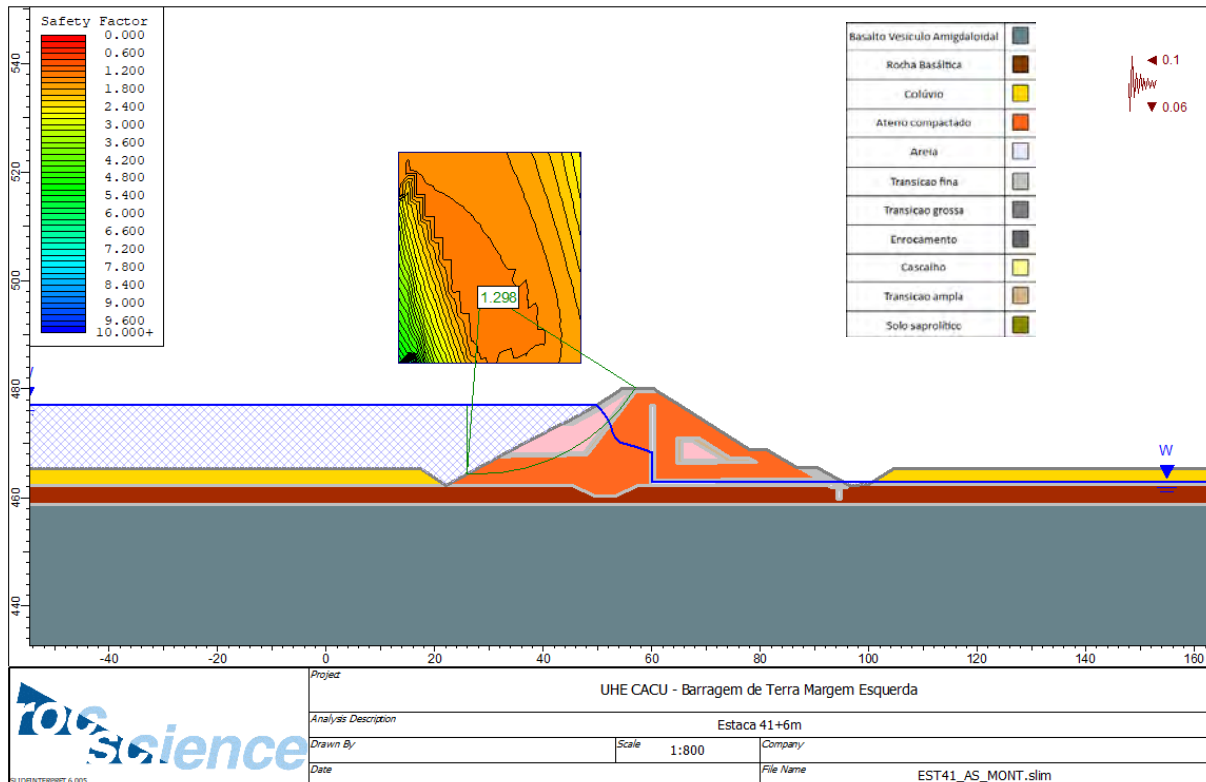 Safety Factor
0.000
0.600
1.200
1.800
2.400
3.000
3.600
4.200
4.800
5.400
6.000
6.600
7.200
7.800
8.400
9.000
9.600
10.000+
Basalto Vesiculo Amigdaloidal
Rocha Basáltica
Colúvio
Aterro compactado
Areia
Transicao fina
Transicao grossa
Enrocamento
Cascalho
Transicao ampla
Solo saprolítico
0.1
0.06
1.298
W
540
520
500
480
460
440
-40
-20
0
20
40
60
80
100
120
140
160
rocscience
SLIDEINTERPRET 6.005
Project
UHE CACU - Barragem de Terra Margem Esquerda
Analysis Description
Estaca 41+6m
Drawn By
Scale
1:800
Company
Date
File Name
EST41_AS_MONT.slim